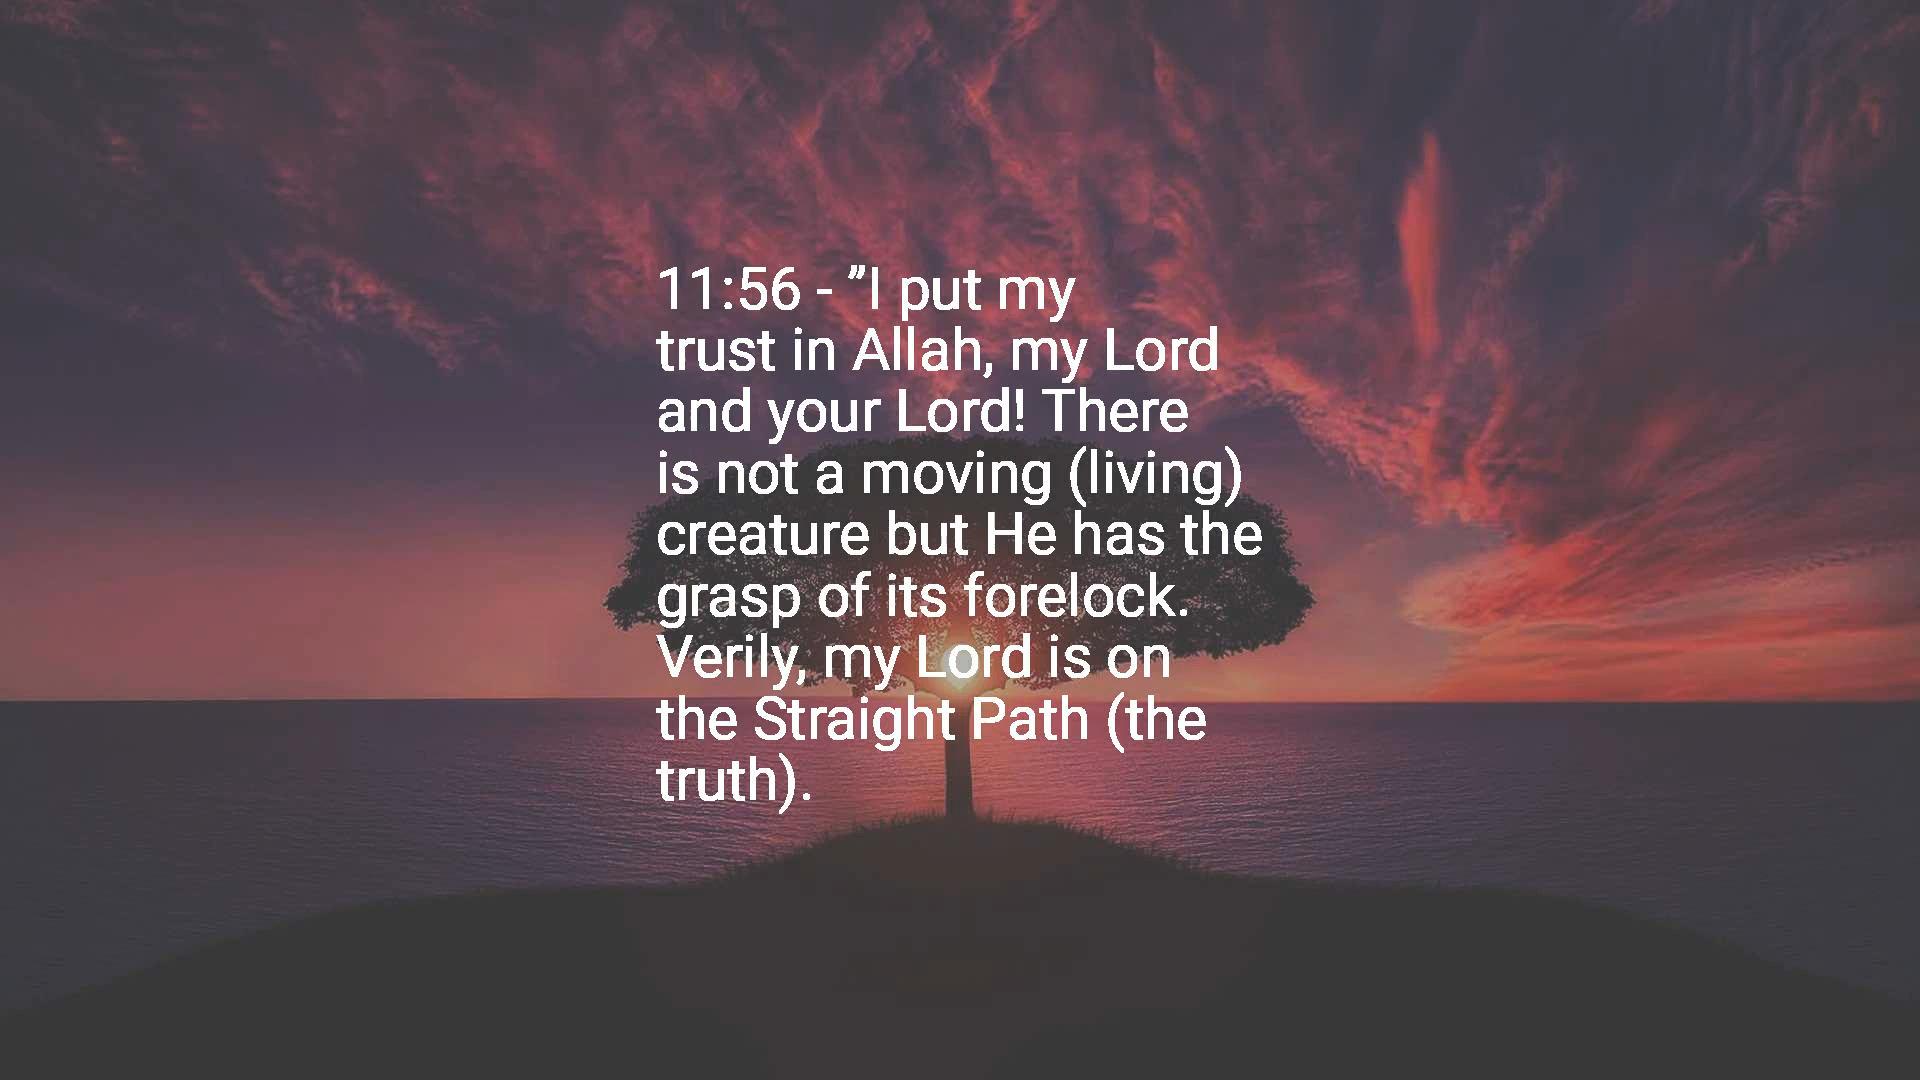 11:56 - ”I put my
trust in Allah, my Lord
and your Lord! There
is not a moving (living)
creature but He has the
grasp of its forelock.
Verily, my Lord is on
the Straight Path (the
truth).